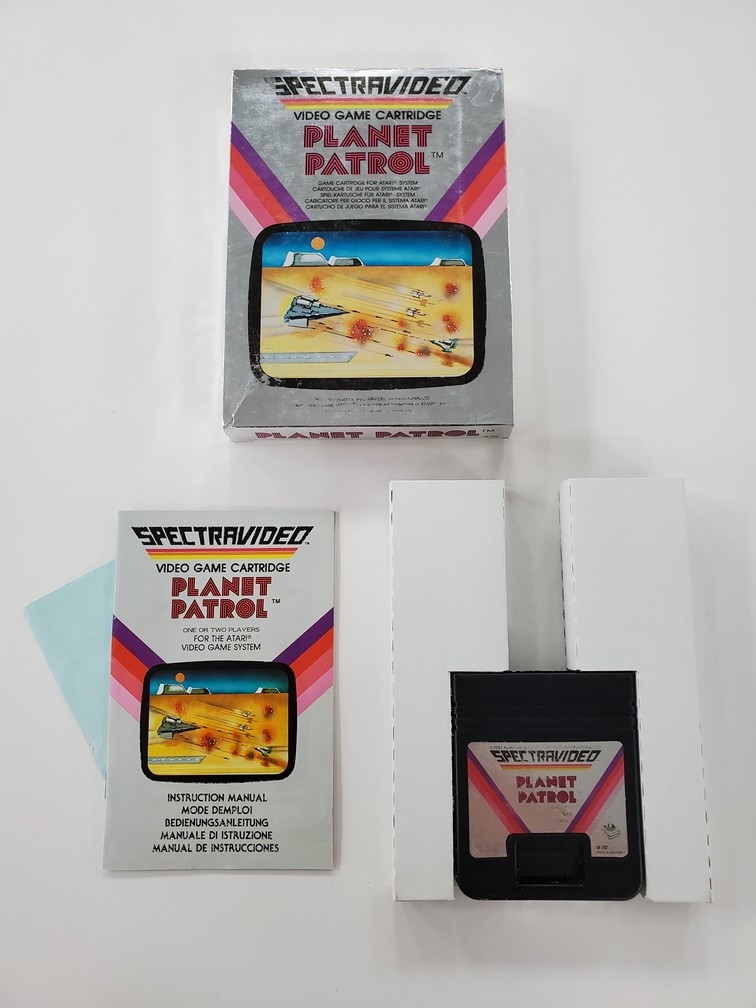 SPECTRAVIDEO
VIDEO GAME CARTRIDGE
PLANET
PATROL™
GAME CARTRIDGE FOR ATARI® SYSTEM
CARTOUCHE DE JEU POUR SYSTEME ATARI®
SPIEL-KARTUSCHE FÜR ATARI® -SYSTEM
CARICATORE PER GIOCO PER IL SISTEMA ATARI®
CARTUCHO DE JUEGO PARA EL SISTEMA ATARI®
PLANET PATROL™
SPECTRAVIDEO™
VIDEO GAME CARTRIDGE
PLANET
PATROL™
ONE OR TWO PLAYERS
FOR THE ATARI®
VIDEO GAME SYSTEM
INSTRUCTION MANUAL
MODE DEMPLOI
BEDIENUNGSANLEITUNG
MANUALE DI ISTRUZIONE
MANUAL DE INSTRUCCIONES
SPECTRAVIDEO
PLANET
PATROL